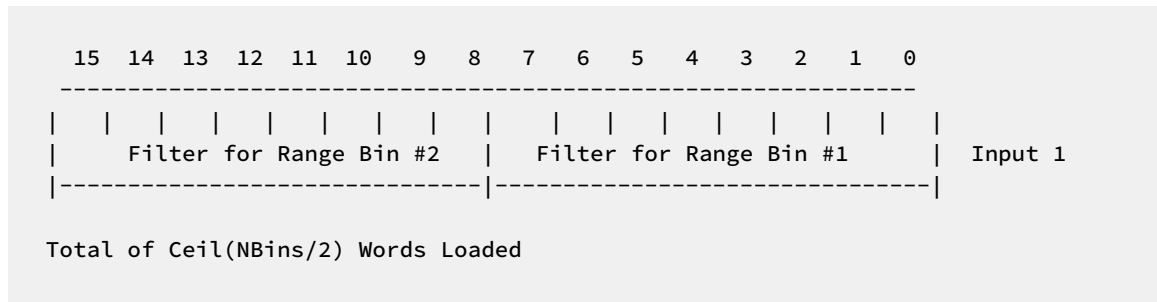 15 14 13 12 11 10 9 8 7 6 5 4 3 2 1 0
---------------------------------------------------------------
| | | | | | | | | | | | | | | | |
| Filter for Range Bin #2 | Filter for Range Bin #1 | Input 1
|-------------------------------|--------------------------------|
Total of Ceil(NBins/2) Words Loaded